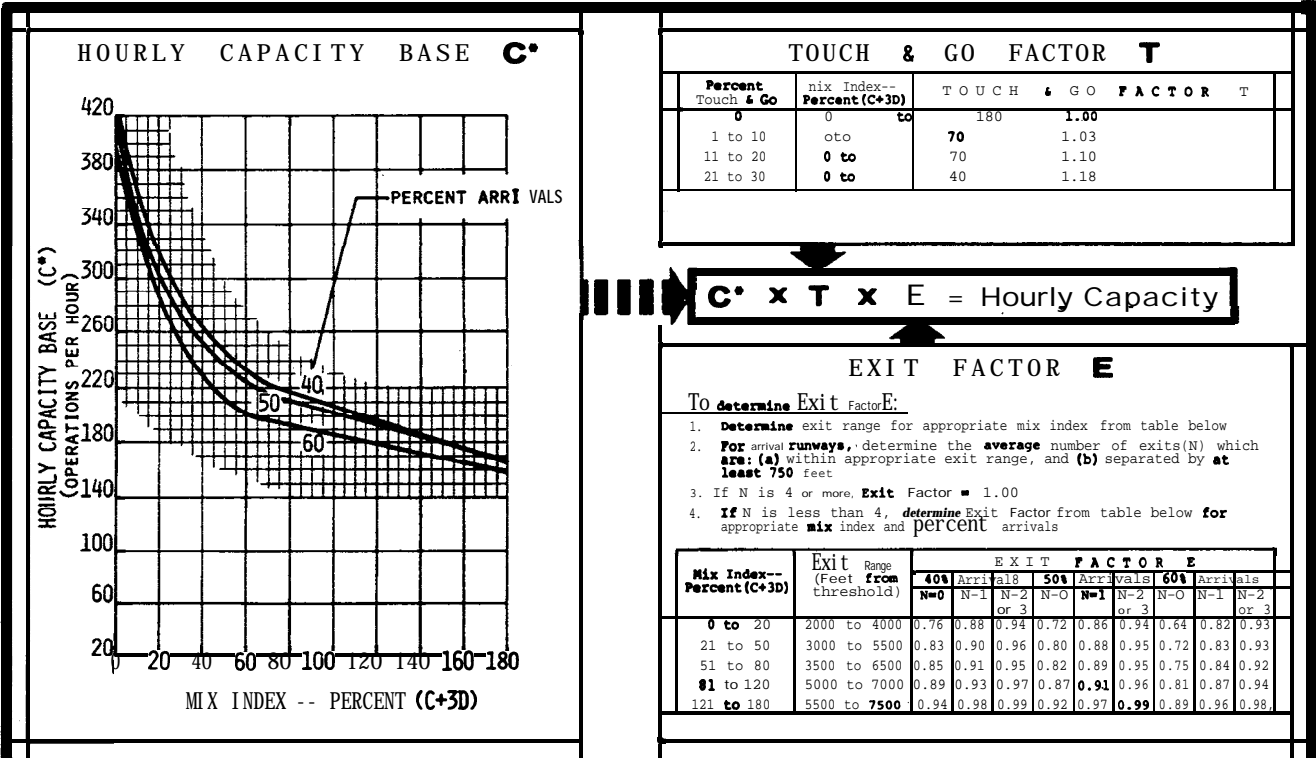 HOURLY CAPACITY BASE C*
420
380
340
300
260
220
180
140
100
60
20
HOURLY CAPACITY BASE (C*)
(OPERATIONS PER HOUR)
PERCENT ARRI VALS
40
50
60
0 20 40 60 80 100 120 140 160 180
MIX INDEX -- PERCENT (C+3D)
TOUCH & GO FACTOR T
Percent Touch & Go nix Index-- Percent(C+3D) TOUCH & GO FACTOR T
0 0 to 180 1.00
1 to 10 oto 70 1.03
11 to 20 0 to 70 1.10
21 to 30 0 to 40 1.18
C* x T x E = Hourly Capacity
EXIT FACTOR E
To determine Exit Factor E:
1. Determine exit range for appropriate mix index from table below
2. For arrival runways, determine the average number of exits(N) which
are: (a) within appropriate exit range, and (b) separated by at
least 750 feet
3. If N is 4 or more, Exit Factor = 1.00
4. If N is less than 4, determine Exit Factor from table below for
appropriate mix index and percent arrivals
Mix Index-- Percent(C+3D) Exit Range (Feet from threshold) EXIT FACTOR E
40% Arrival8 50% Arrivals 60% Arrivals
N=0 N-1 N-2 or 3 N-O N=1 N-2 or 3 N-O N-l N-2 or 3
0 to 20 2000 to 4000 0.76 0.88 0.94 0.72 0.86 0.94 0.64 0.82 0.93
21 to 50 3000 to 5500 0.83 0.90 0.96 0.80 0.88 0.95 0.72 0.83 0.93
51 to 80 3500 to 6500 0.85 0.91 0.95 0.82 0.89 0.95 0.75 0.84 0.92
81 to 120 5000 to 7000 0.89 0.93 0.97 0.87 0.91 0.96 0.81 0.87 0.94
121 to 180 5500 to 7500 0.94 0.98 0.99 0.92 0.97 0.99 0.89 0.96 0.98